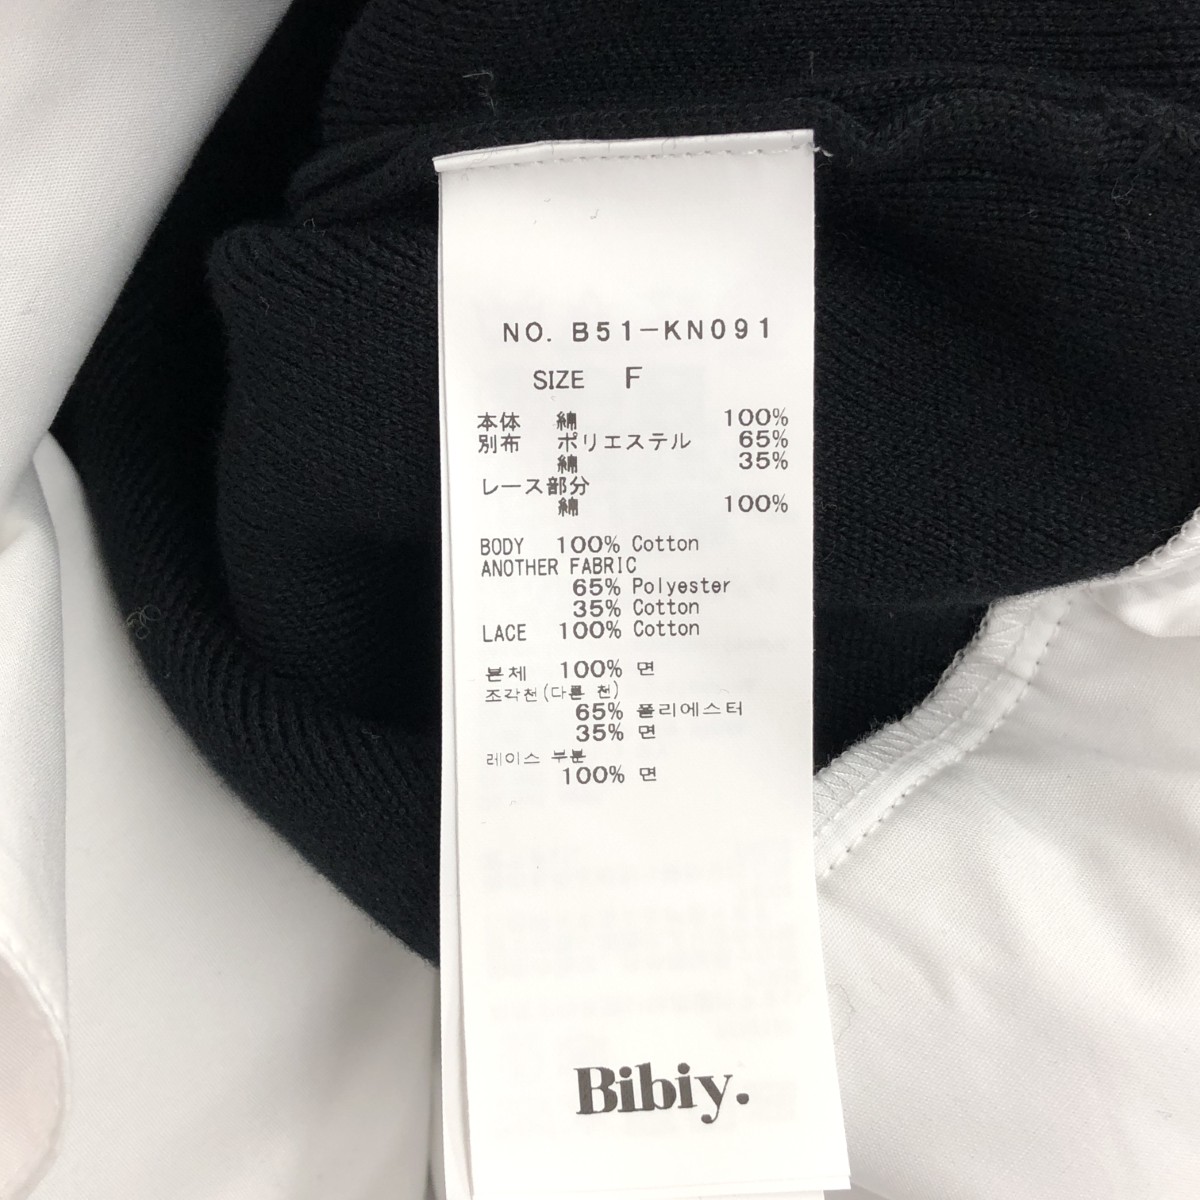 NO. B51-KN091
SIZE F
本体 綿 100%
別布 ポリエステル 65%
綿 35%
レース部分
綿 100%
BODY 100% Cotton
ANOTHER FABRIC
65% Polyester
35% Cotton
LACE 100% Cotton
본체 100% 면
조각천(다른 천)
65% 폴리에스터
35% 면
레이스 부분
100% 면
Bibiy.